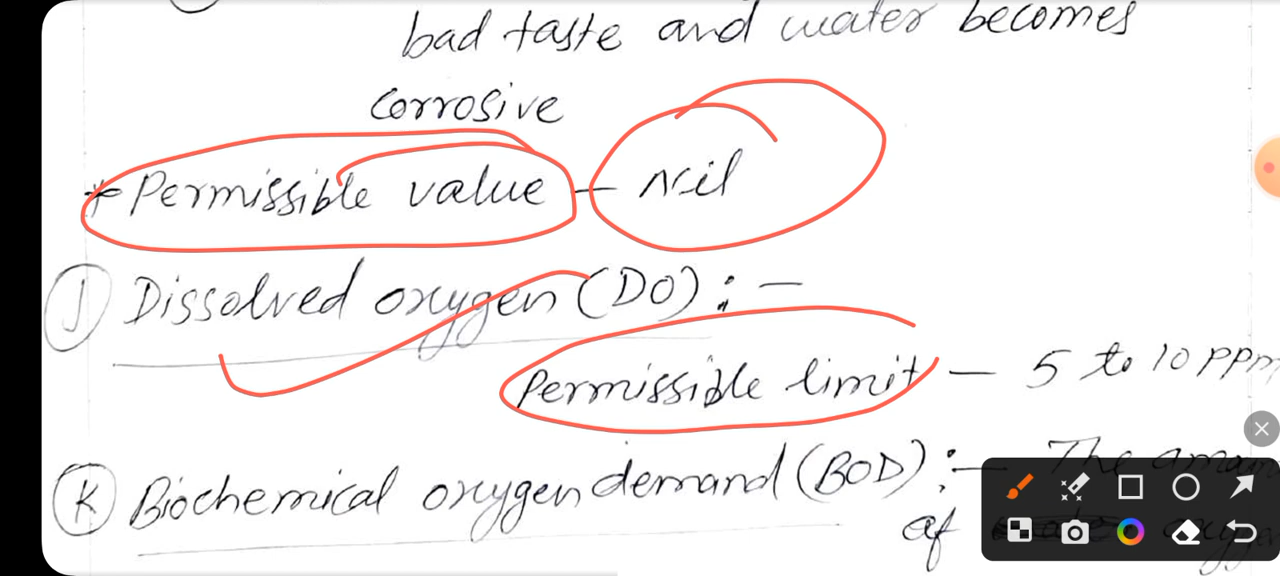 bad taste and water becomes
corrosive
* Permissible value — Nil
(J) Dissolved oxygen (DO) : —
Permissible limit — 5 to 10 ppm
(K) Biochemical oxygen demand (BOD) : — The
of